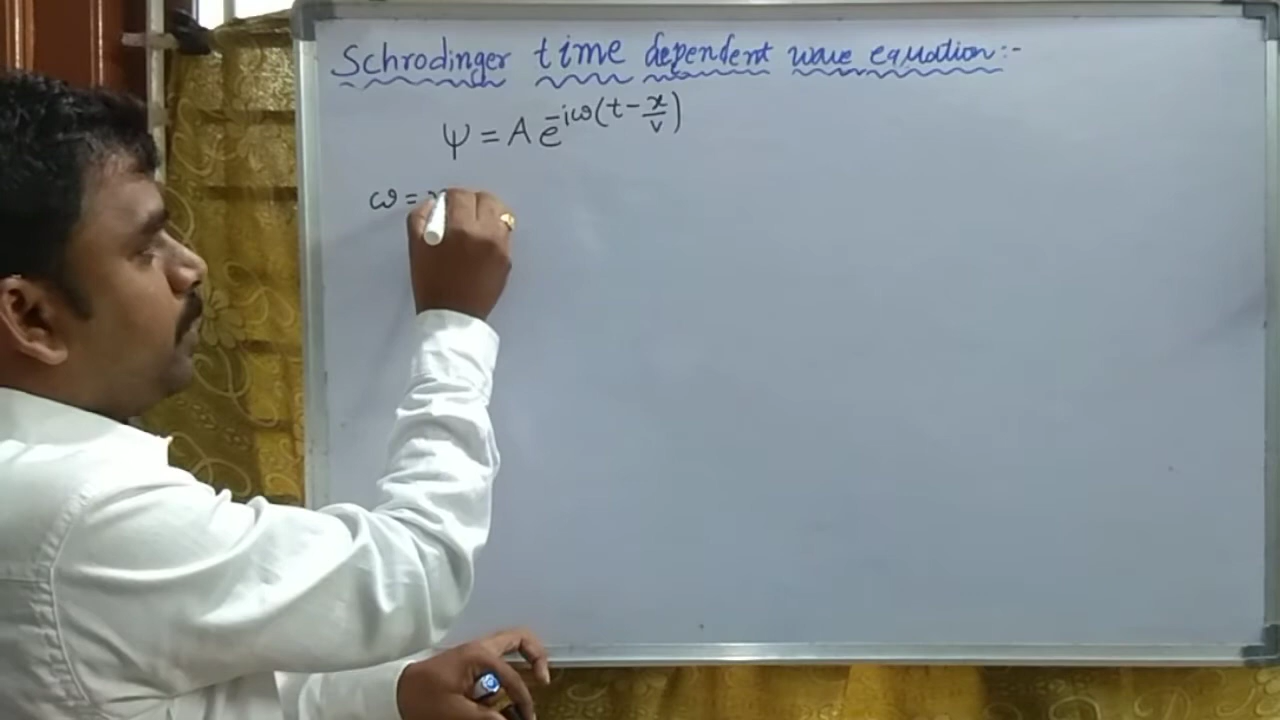 Schrodinger time dependent wave equation:-
ψ = A e^{-iω(t - x/v)}
ω =